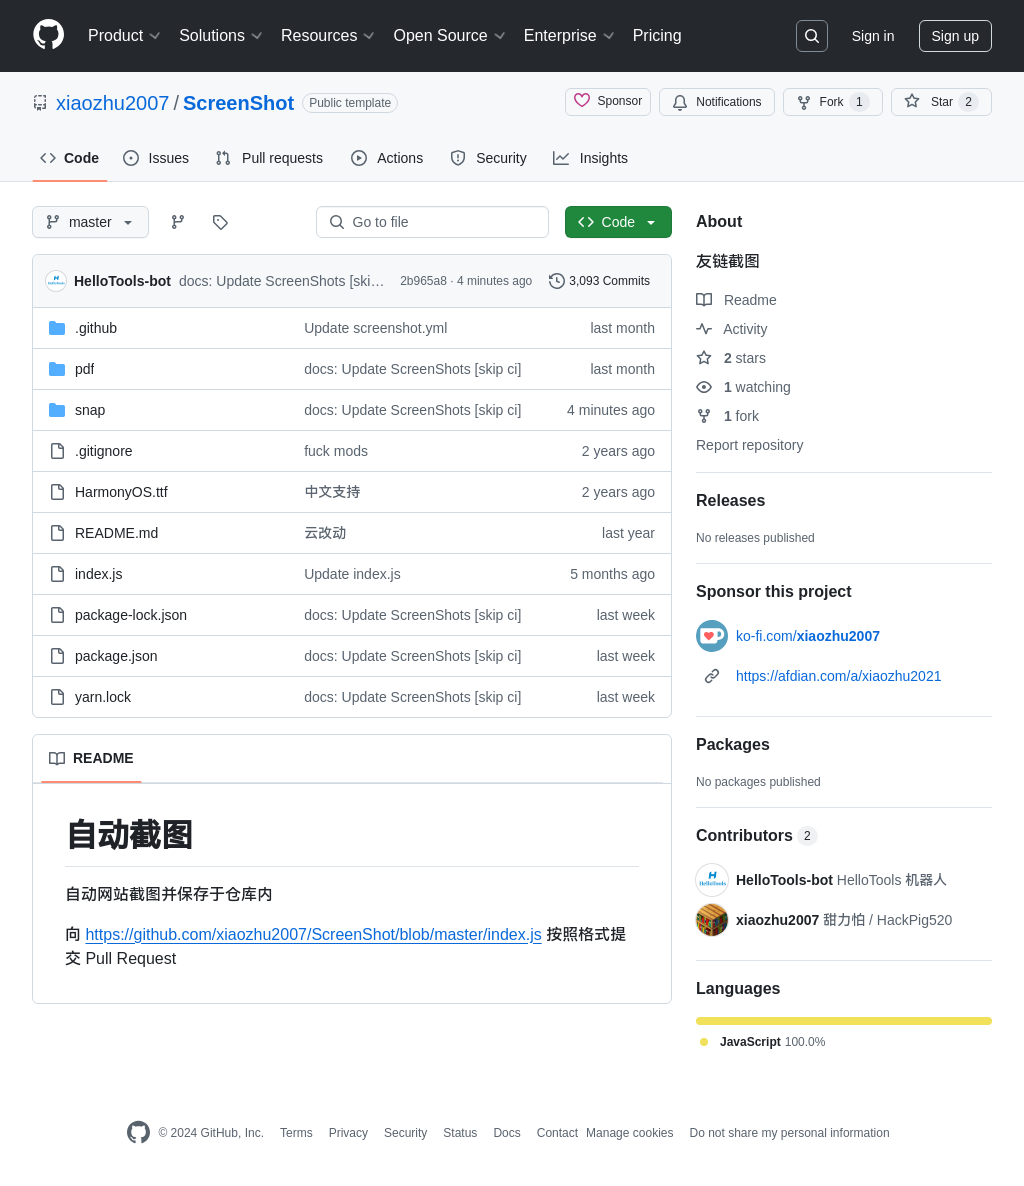 Product Solutions Resources Open Source Enterprise Pricing Sign in Sign up
xiaozhu2007 / ScreenShot Public template Sponsor Notifications Fork 1 Star 2
Code Issues Pull requests Actions Security Insights
master Go to file Code
HelloTools-bot docs: Update ScreenShots [ski… 2b965a8 · 4 minutes ago 3,093 Commits
.github Update screenshot.yml last month
pdf docs: Update ScreenShots [skip ci] last month
snap docs: Update ScreenShots [skip ci] 4 minutes ago
.gitignore fuck mods 2 years ago
HarmonyOS.ttf 中文支持 2 years ago
README.md 云改动 last year
index.js Update index.js 5 months ago
package-lock.json docs: Update ScreenShots [skip ci] last week
package.json docs: Update ScreenShots [skip ci] last week
yarn.lock docs: Update ScreenShots [skip ci] last week
README
自动截图
自动网站截图并保存于仓库内
向 https://github.com/xiaozhu2007/ScreenShot/blob/master/index.js 按照格式提
交 Pull Request
About
友链截图
Readme
Activity
2 stars
1 watching
1 fork
Report repository
Releases
No releases published
Sponsor this project
ko-fi.com/xiaozhu2007
https://afdian.com/a/xiaozhu2021
Packages
No packages published
Contributors 2
HelloTools-bot HelloTools 机器人
xiaozhu2007 甜力怕 / HackPig520
Languages
JavaScript 100.0%
© 2024 GitHub, Inc. Terms Privacy Security Status Docs Contact Manage cookies Do not share my personal information